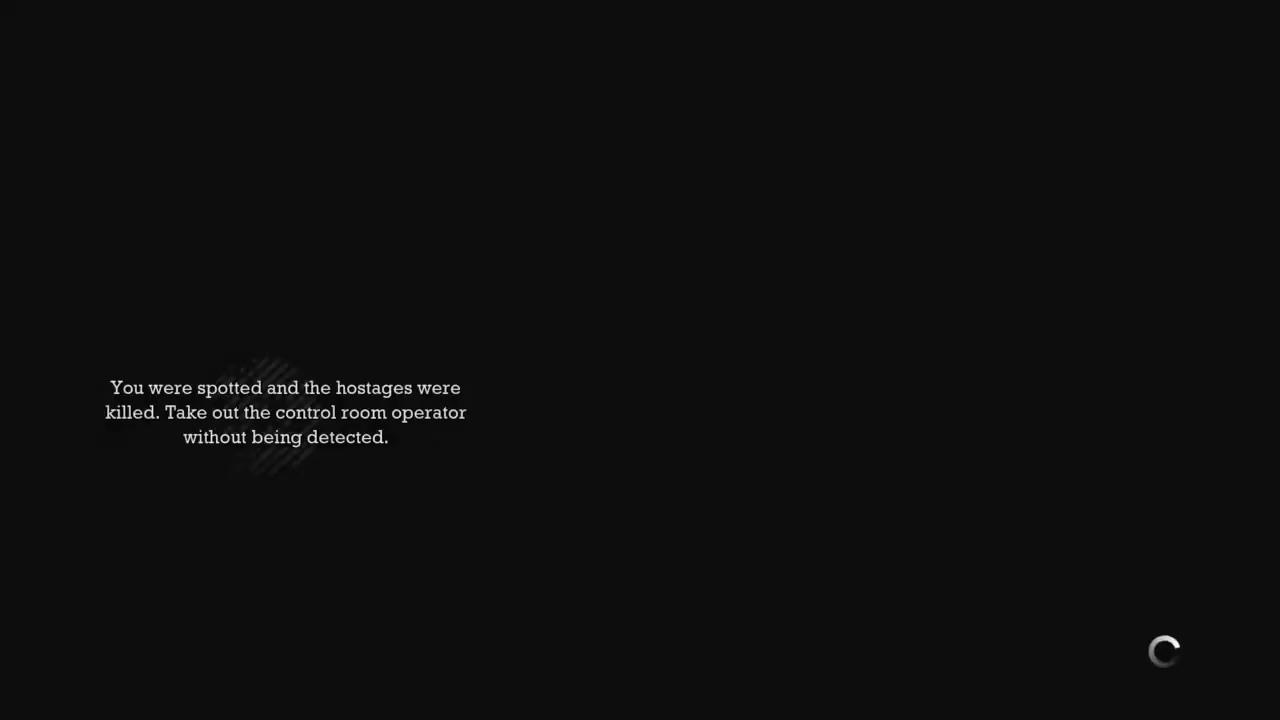 You were spotted and the hostages were
killed. Take out the control room operator
without being detected.